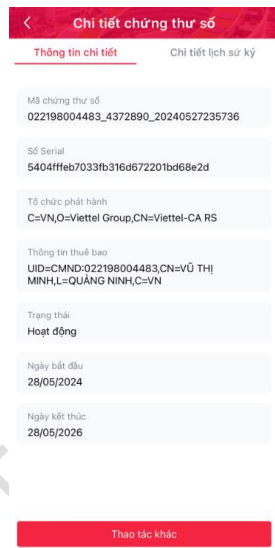 Chi tiết chứng thư số
Thông tin chi tiết
Chi tiết lịch sử ký
Mã chứng thư số
022198004483_4372890_20240527235736
Số Serial
5404fffeb7033fb316d672201bd68e2d
Tổ chức phát hành
C=VN,O=Viettel Group,CN=Viettel-CA RS
Thông tin thuê bao
UID=CMND:022198004483,CN=VŨ THỊ
MINH,L=QUẢNG NINH,C=VN
Trạng thái
Hoạt động
Ngày bắt đầu
28/05/2024
Ngày kết thúc
28/05/2026
Thao tác khác